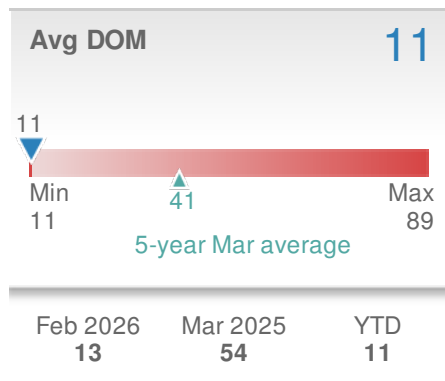 Avg DOM 11
11
Min Max
11 41 89
5-year Mar average
Feb 2026 Mar 2025 YTD
13 54 11